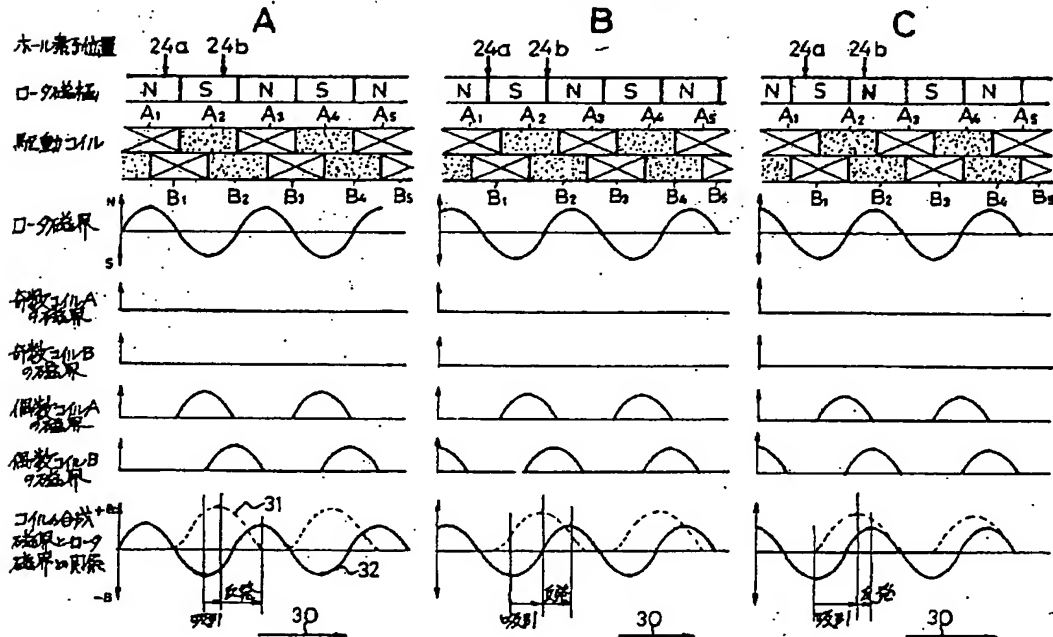 A B C
ホール素子位置 24a 24b 24a 24b 24a 24b
ロータ磁極 N S N S N N S N S N N S N S N
A1 A2 A3 A4 A5 A1 A2 A3 A4 A5 A1 A2 A3 A4 A5
駆動コイル
B1 B2 B3 B4 B5 B1 B2 B3 B4 B5 B1 B2 B3 B4 B5
N
ロータ磁界
S
奇数コイルA
の磁界
奇数コイルB
の磁界
偶数コイルA
の磁界
偶数コイルB
の磁界
コイルの合成 +B 31
磁界とロータ
磁界との関係 32
-B
反発 反発 反発
吸引 吸引 吸引
30 30 30